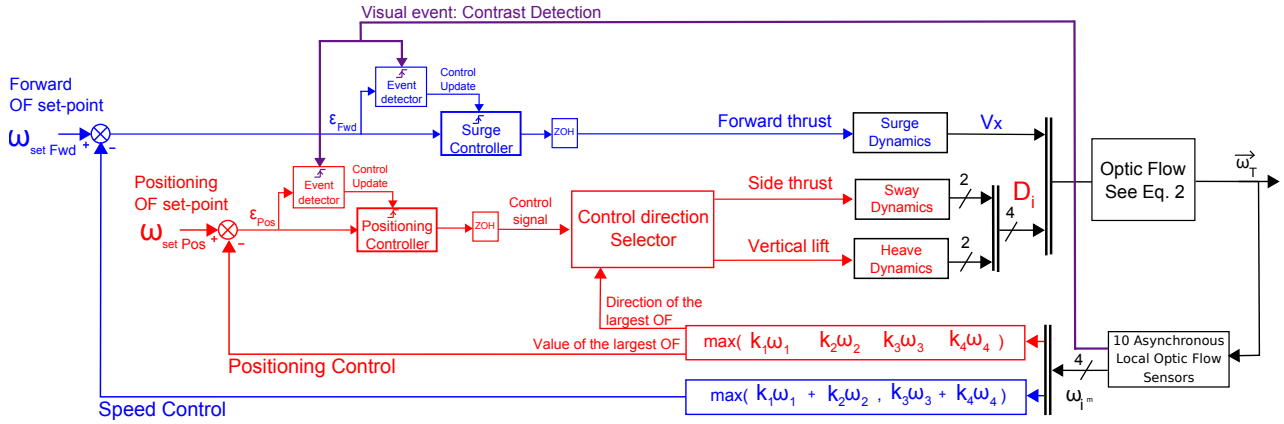 Visual event: Contrast Detection
Forward
OF set-point
ω set Fwd
+
−
εFwd
Event
detector
Control
Update
Surge
Controller
ZOH
Forward thrust
Surge
Dynamics
Vx
Optic Flow
See Eq. 2
ωT
Positioning
OF set-point
ω set Pos
+
−
εPos
Event
detector
Control
Update
Positioning
Controller
ZOH
Control
signal
Control direction
Selector
Side thrust
Sway
Dynamics
2
Di
4
Vertical lift
Heave
Dynamics
2
Direction of the
largest OF
Value of the largest OF
max( k1ω1 k2ω2 k3ω3 k4ω4 )
Positioning Control
4
ωi m
10 Asynchronous
Local Optic Flow
Sensors
max( k1ω1 + k2ω2 , k3ω3 + k4ω4 )
Speed Control